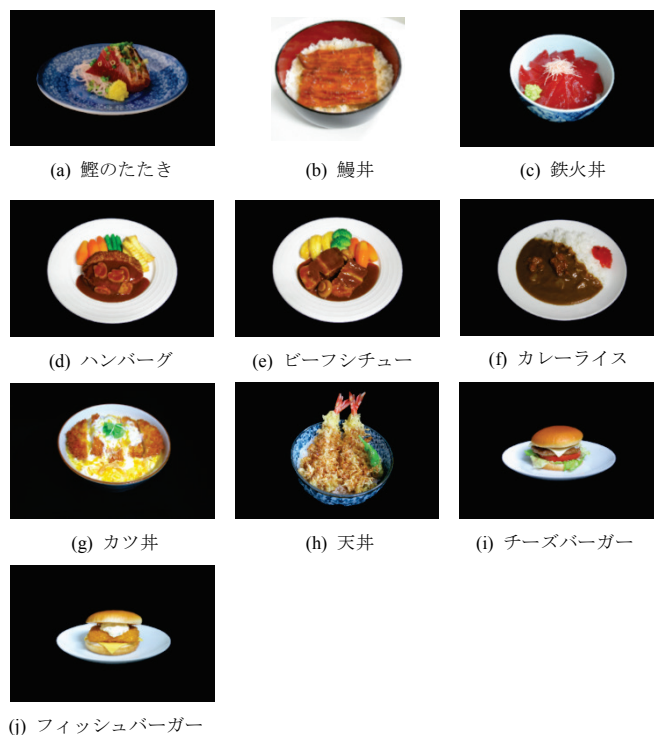 (a) 鰹のたたき
(b) 鰻丼
(c) 鉄火丼
(d) ハンバーグ
(e) ビーフシチュー
(f) カレーライス
(g) カツ丼
(h) 天丼
(i) チーズバーガー
(j) フィッシュバーガー